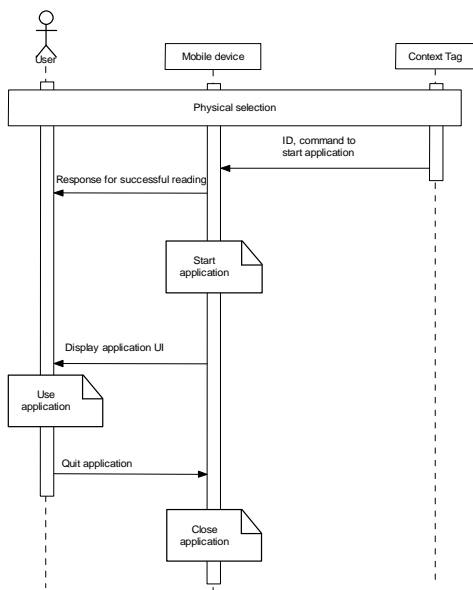 User
Mobile device
Context Tag
Physical selection
ID, command to
start application
Response for successful reading
Start
application
Display application UI
Use
application
Quit application
Close
application